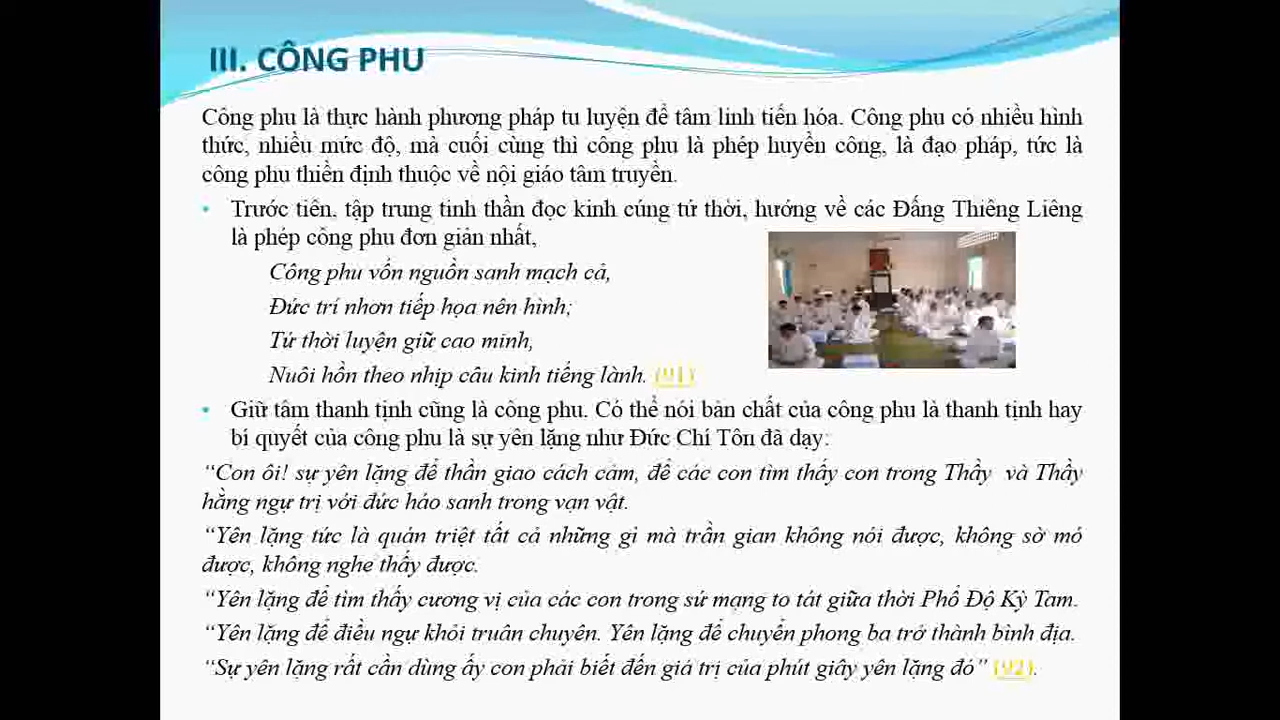 III. CÔNG PHU
Công phu là thực hành phương pháp tu luyện để tâm linh tiến hóa. Công phu có nhiều hình
thức, nhiều mức độ, mà cuối cùng thì công phu là phép huyền công, là đạo pháp, tức là
công phu thiền định thuộc về nội giáo tâm truyền.
• Trước tiên, tập trung tinh thần đọc kinh cúng tứ thời, hướng về các Đấng Thiêng Liêng
là phép công phu đơn giản nhất,
Công phu vốn nguồn sanh mạch cả,
Đức trí nhơn tiếp họa nên hình;
Tứ thời luyện giữ cao minh,
Nuôi hồn theo nhịp câu kinh tiếng lành. (91)
• Giữ tâm thanh tịnh cũng là công phu. Có thể nói bản chất của công phu là thanh tịnh hay
bí quyết của công phu là sự yên lặng như Đức Chí Tôn đã dạy:
“Con ôi! sự yên lặng để thần giao cách cảm, để các con tìm thấy con trong Thầy và Thầy
hằng ngự trị với đức háo sanh trong vạn vật.
“Yên lặng tức là quán triệt tất cả những gì mà trần gian không nói được, không sờ mó
được, không nghe thấy được.
“Yên lặng để tìm thấy cương vị của các con trong sứ mạng to tát giữa thời Phổ Độ Kỳ Tam.
“Yên lặng để điều ngự khỏi truân chuyên. Yên lặng để chuyển phong ba trở thành bình địa.
“Sự yên lặng rất cần dùng ấy con phải biết đến giá trị của phút giây yên lặng đó” (92).